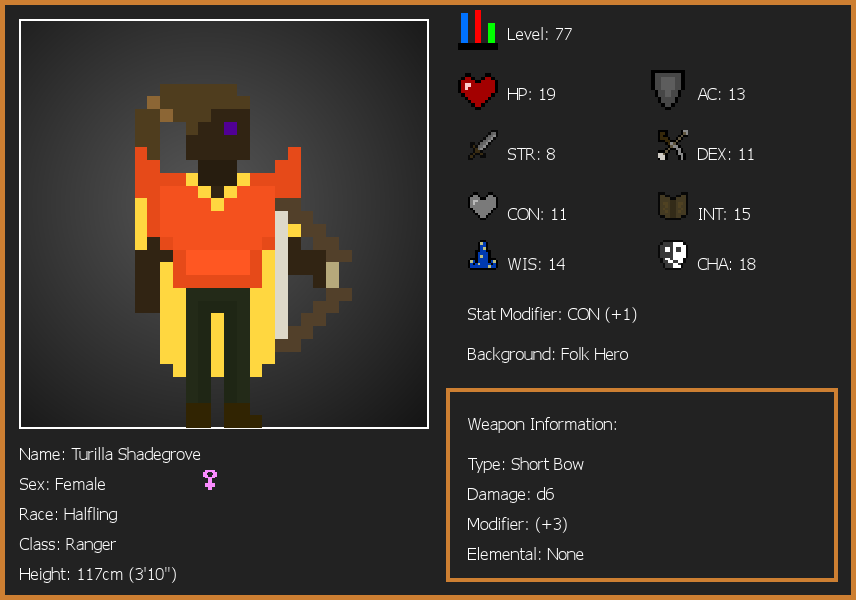 Level: 77
HP: 19
AC: 13
STR: 8
DEX: 11
CON: 11
INT: 15
WIS: 14
CHA: 18
Stat Modifier: CON (+1)
Background: Folk Hero
Weapon Information:
Type: Short Bow
Damage: d6
Modifier: (+3)
Elemental: None
Name: Turilla Shadegrove
Sex: Female
Race: Halfling
Class: Ranger
Height: 117cm (3'10")